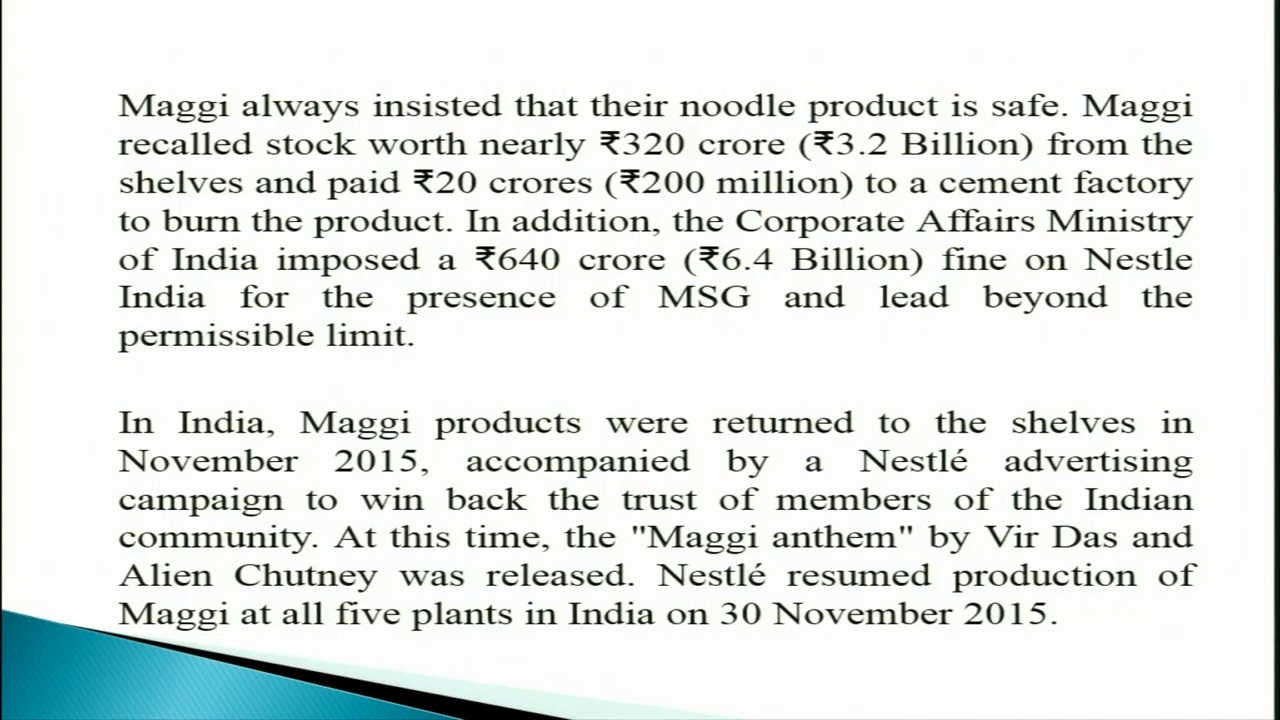 Maggi always insisted that their noodle product is safe. Maggi
recalled stock worth nearly ₹320 crore (₹3.2 Billion) from the
shelves and paid ₹20 crores (₹200 million) to a cement factory
to burn the product. In addition, the Corporate Affairs Ministry
of India imposed a ₹640 crore (₹6.4 Billion) fine on Nestle
India for the presence of MSG and lead beyond the
permissible limit.
In India, Maggi products were returned to the shelves in
November 2015, accompanied by a Nestlé advertising
campaign to win back the trust of members of the Indian
community. At this time, the "Maggi anthem" by Vir Das and
Alien Chutney was released. Nestlé resumed production of
Maggi at all five plants in India on 30 November 2015.